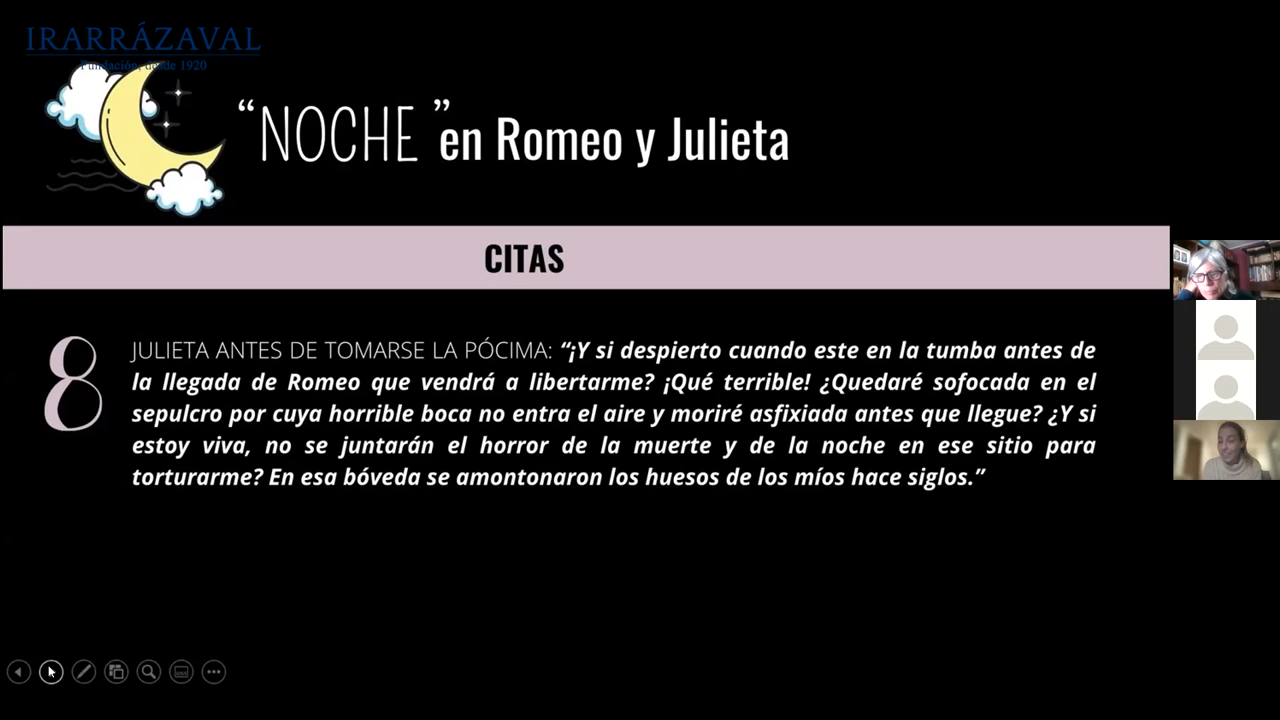 IRARRÁZAVAL
Fundación, desde 1920
“NOCHE” en Romeo y Julieta
CITAS
8
JULIETA ANTES DE TOMARSE LA PÓCIMA: “¡Y si despierto cuando este en la tumba antes de
la llegada de Romeo que vendrá a libertarme? ¡Qué terrible! ¿Quedaré sofocada en el
sepulcro por cuya horrible boca no entra el aire y moriré asfixiada antes que llegue? ¿Y si
estoy viva, no se juntarán el horror de la muerte y de la noche en ese sitio para
torturarme? En esa bóveda se amontonaron los huesos de los míos hace siglos.”